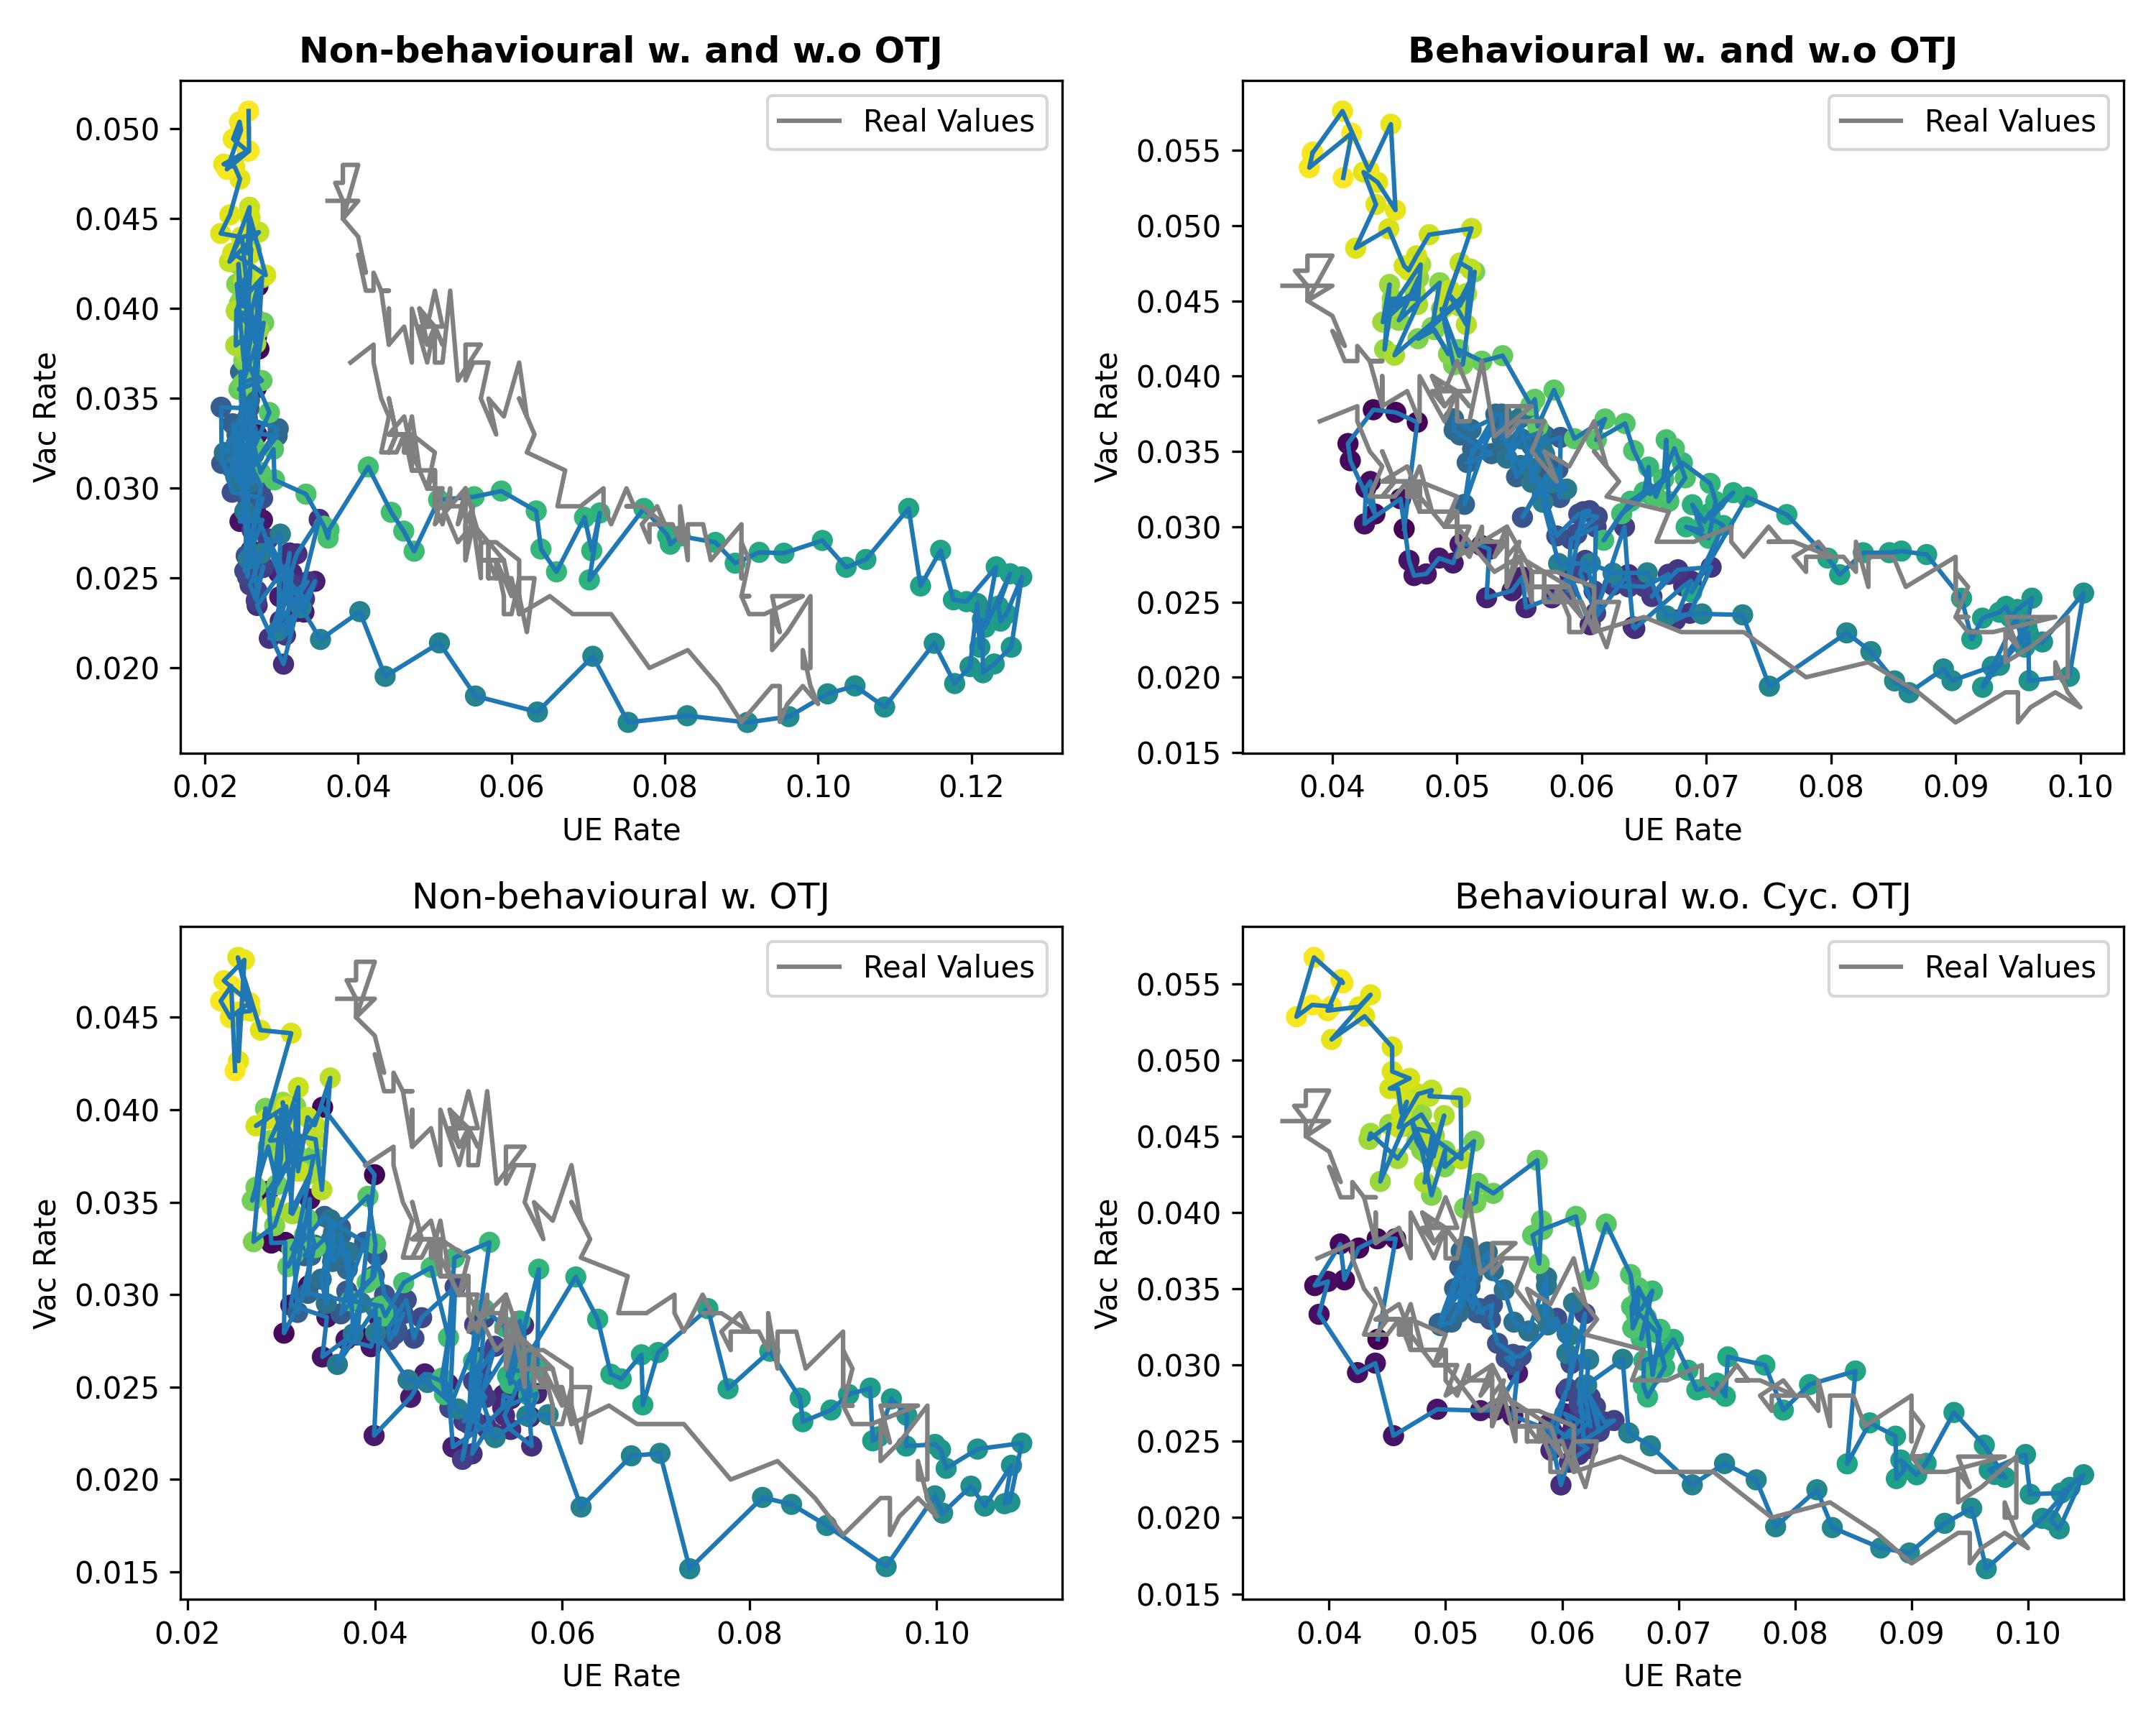 Non-behavioural w. and w.o OTJ
Real Values
0.050
0.045
0.040
0.035
0.030
0.025
0.020
Vac Rate
0.02 0.04 0.06 0.08 0.10 0.12
UE Rate
Behavioural w. and w.o OTJ
Real Values
0.055
0.050
0.045
0.040
0.035
0.030
0.025
0.020
0.015
Vac Rate
0.04 0.05 0.06 0.07 0.08 0.09 0.10
UE Rate
Non-behavioural w. OTJ
Real Values
0.045
0.040
0.035
0.030
0.025
0.020
0.015
Vac Rate
0.02 0.04 0.06 0.08 0.10
UE Rate
Behavioural w.o. Cyc. OTJ
Real Values
0.055
0.050
0.045
0.040
0.035
0.030
0.025
0.020
0.015
Vac Rate
0.04 0.05 0.06 0.07 0.08 0.09 0.10
UE Rate